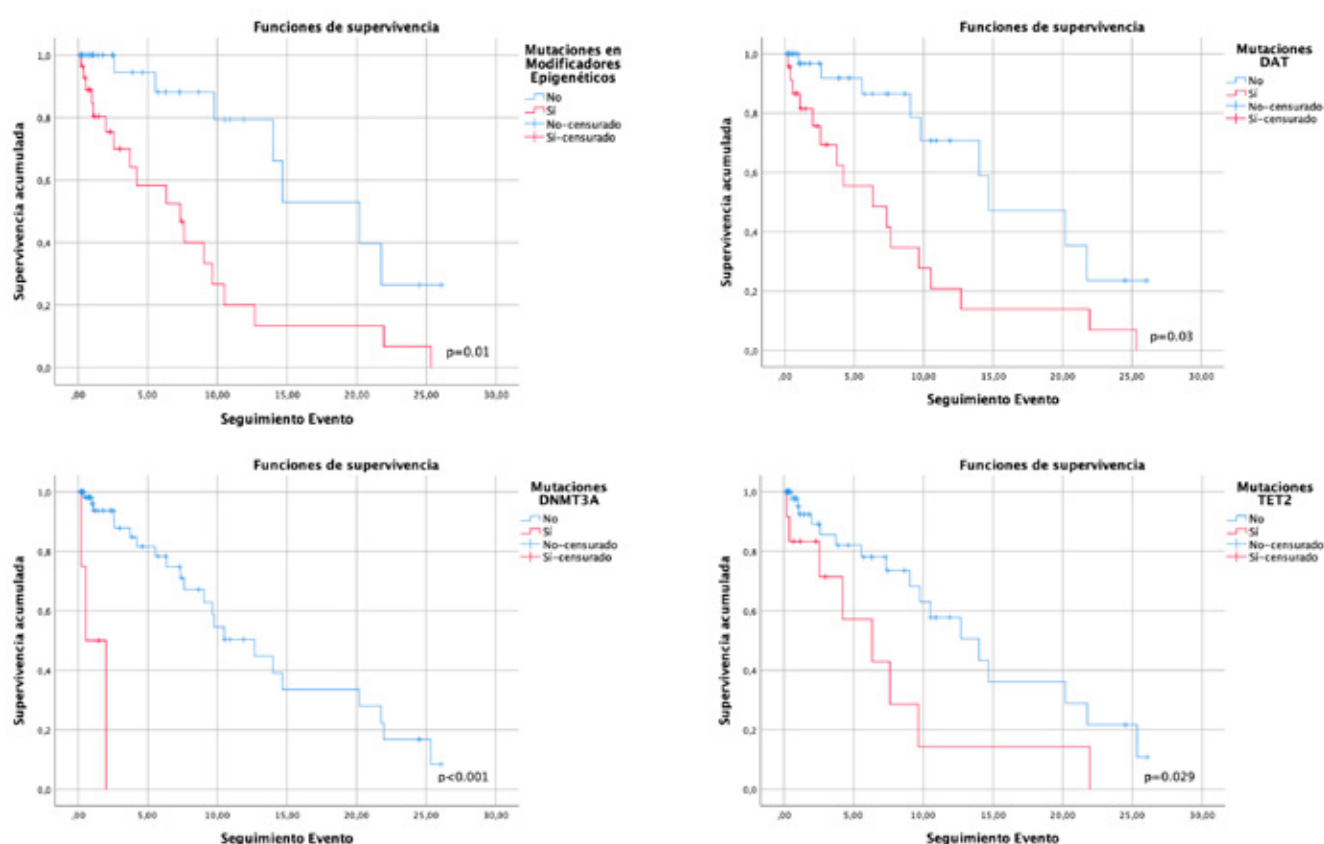 Funciones de supervivencia
Mutaciones en
Modificadores
Epigenéticos
No
Sí
No-censurado
Sí-censurado
Supervivencia acumulada
1,0
0,8
0,6
0,4
0,2
0,0
p=0.01
,00
5,00
10,00
15,00
20,00
25,00
30,00
Seguimiento Evento
Funciones de supervivencia
Mutaciones
DAT
No
Sí
No-censurado
Sí-censurado
Supervivencia acumulada
1,0
0,8
0,6
0,4
0,2
0,0
p=0.03
,00
5,00
10,00
15,00
20,00
25,00
30,00
Seguimiento Evento
Funciones de supervivencia
Mutaciones
DNMT3A
No
Sí
No-censurado
Sí-censurado
Supervivencia acumulada
1,0
0,8
0,6
0,4
0,2
0,0
p<0.001
,00
5,00
10,00
15,00
20,00
25,00
30,00
Seguimiento Evento
Funciones de supervivencia
Mutaciones
TET2
No
Sí
No-censurado
Sí-censurado
Supervivencia acumulada
1,0
0,8
0,6
0,4
0,2
0,0
p=0.029
,00
5,00
10,00
15,00
20,00
25,00
30,00
Seguimiento Evento